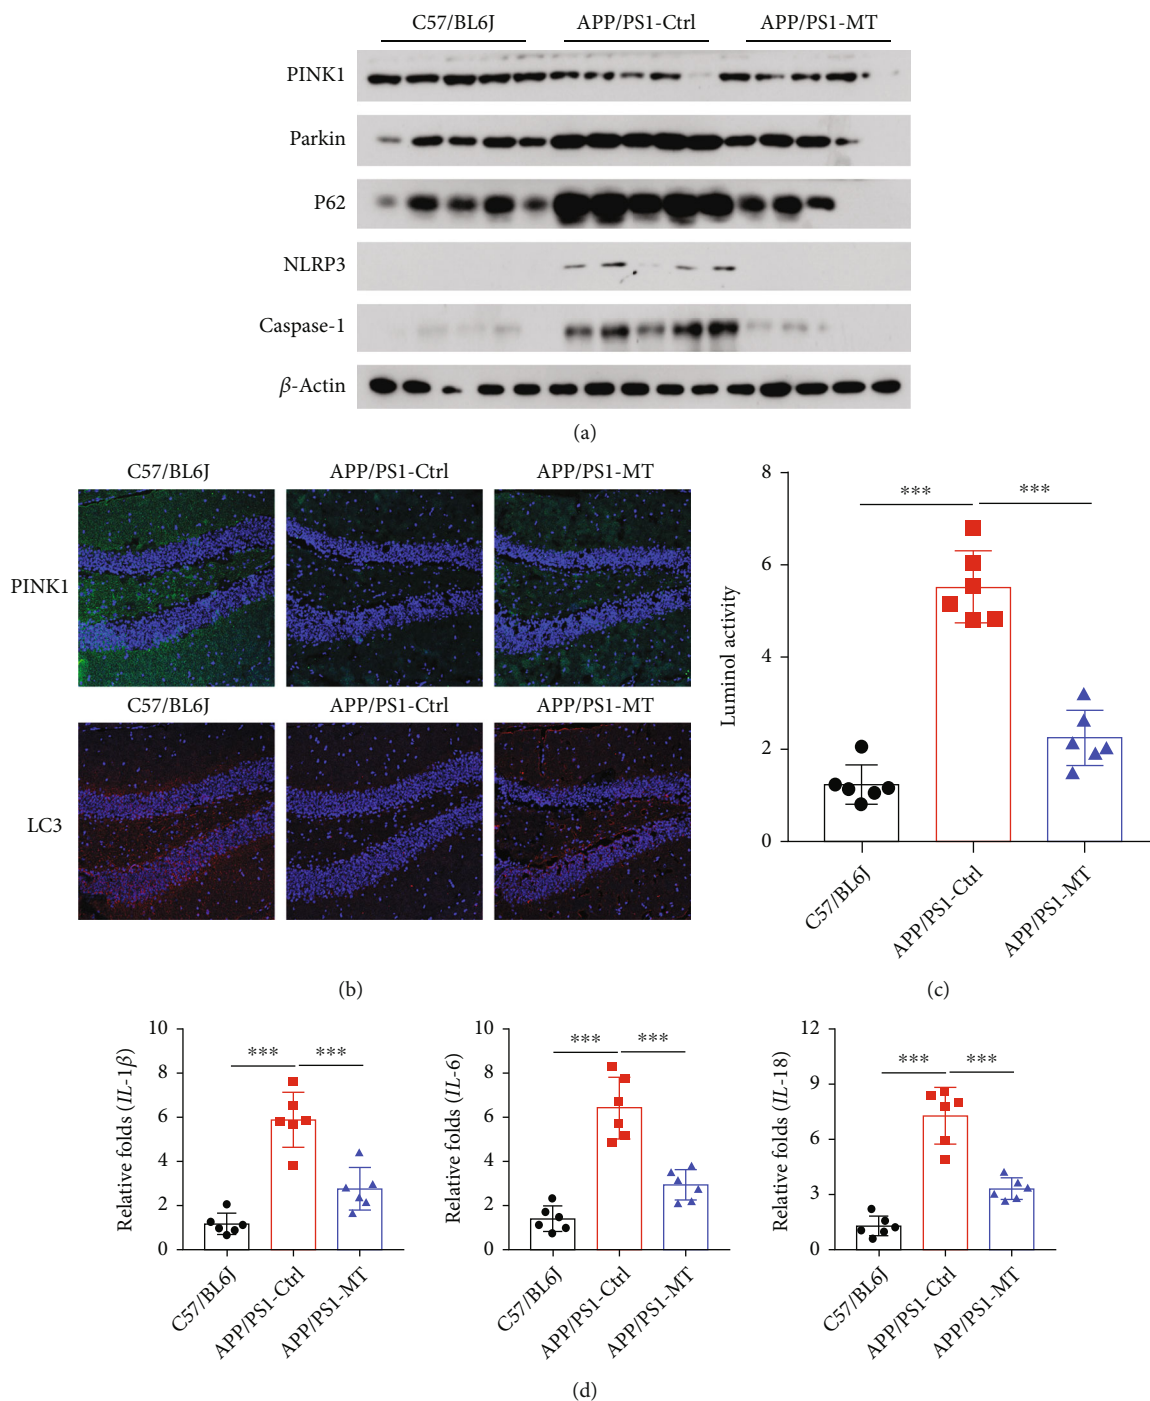 C57/BL6J APP/PS1-Ctrl APP/PS1-MT
PINK1
Parkin
P62
NLRP3
Caspase-1
β-Actin
(a)
C57/BL6J APP/PS1-Ctrl APP/PS1-MT
PINK1
C57/BL6J APP/PS1-Ctrl APP/PS1-MT
LC3
(b)
8
6
4
2
0
Luminol activity
*** ***
C57/BL6J
APP/PS1-Ctrl
APP/PS1-MT
(c)
10
8
6
4
2
0
Relative folds (IL-1β)
*** ***
C57/BL6J
APP/PS1-Ctrl
APP/PS1-MT
10
8
6
4
2
0
Relative folds (IL-6)
*** ***
C57/BL6J
APP/PS1-Ctrl
APP/PS1-MT
12
9
6
3
0
Relative folds (IL-18)
*** ***
C57/BL6J
APP/PS1-Ctrl
APP/PS1-MT
(d)